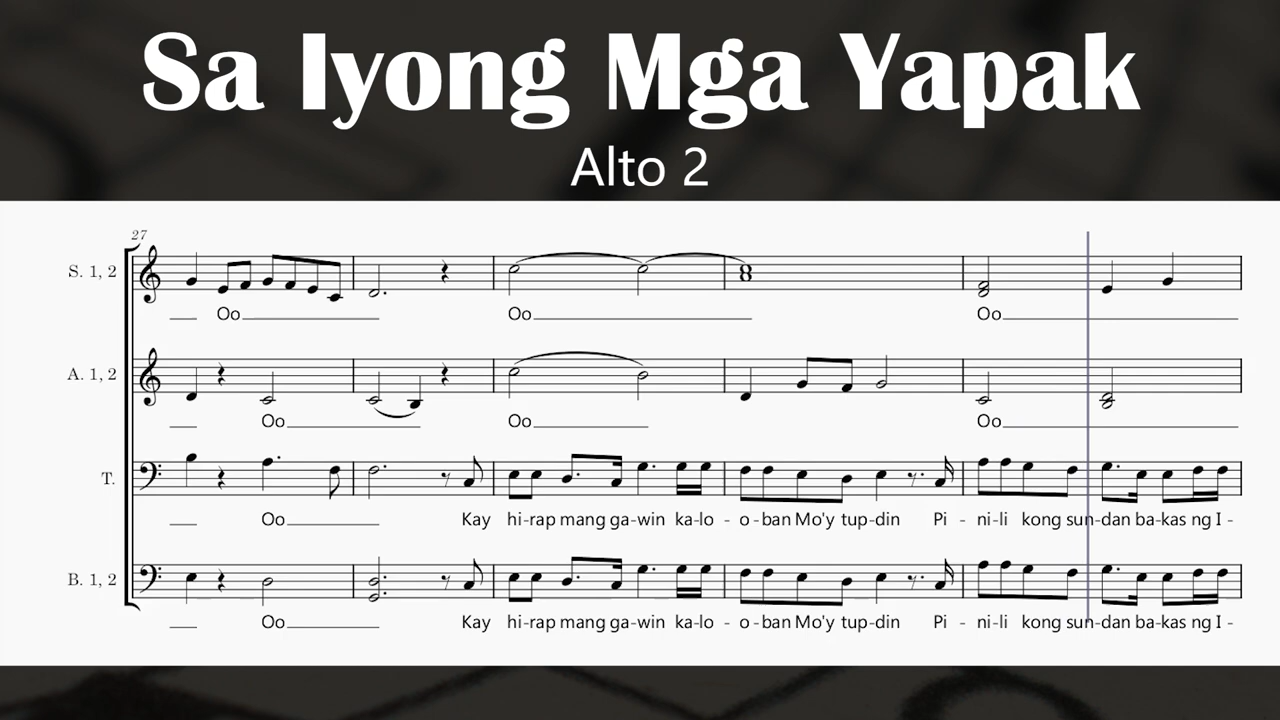 Sa Iyong Mga Yapak
Alto 2
27
S. 1, 2
Oo Oo Oo
A. 1, 2
Oo Oo Oo
T.
Oo Kay hi-rap mang ga-win ka-lo - o-ban Mo'y tup-din Pi - ni-li kong sun-dan ba-kas ng I -
B. 1, 2
Oo Kay hi-rap mang ga-win ka-lo - o-ban Mo'y tup-din Pi - ni-li kong sun-dan ba-kas ng I -